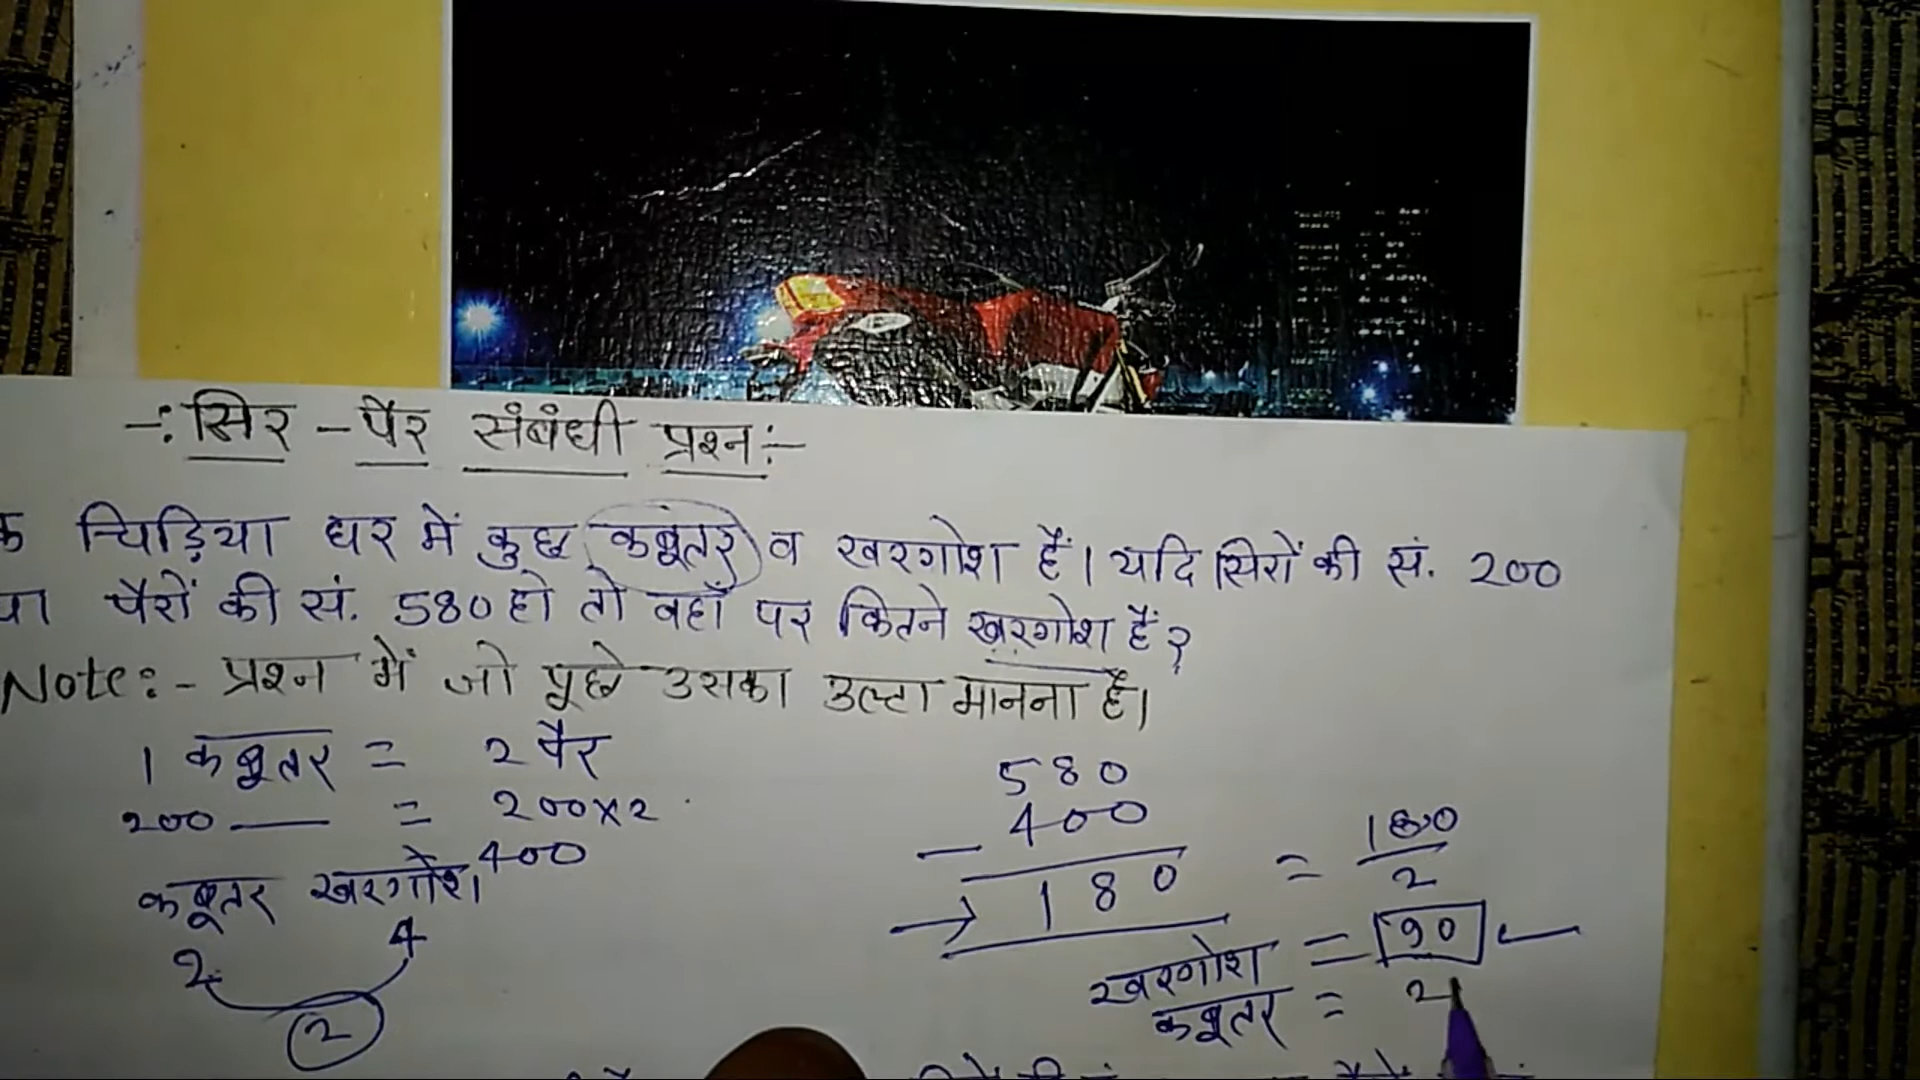 -: सिर - पैर संबंधी प्रश्न :-
चिड़िया घर में कुछ कबूतर व खरगोश हैं। यदि सिरों की सं. 200
पैरों की सं. 580 हो तो वहाँ पर कितने खरगोश हैं?
Note:- प्रश्न में जो पूछे उसका उल्टा मानना है।
1 कबूतर = 2 पैर
200 — = 200×2
400
कबूतर खरगोश
2 4
2
580
- 400
→ 180
= 180
2
खरगोश = 90
कबूतर = 2